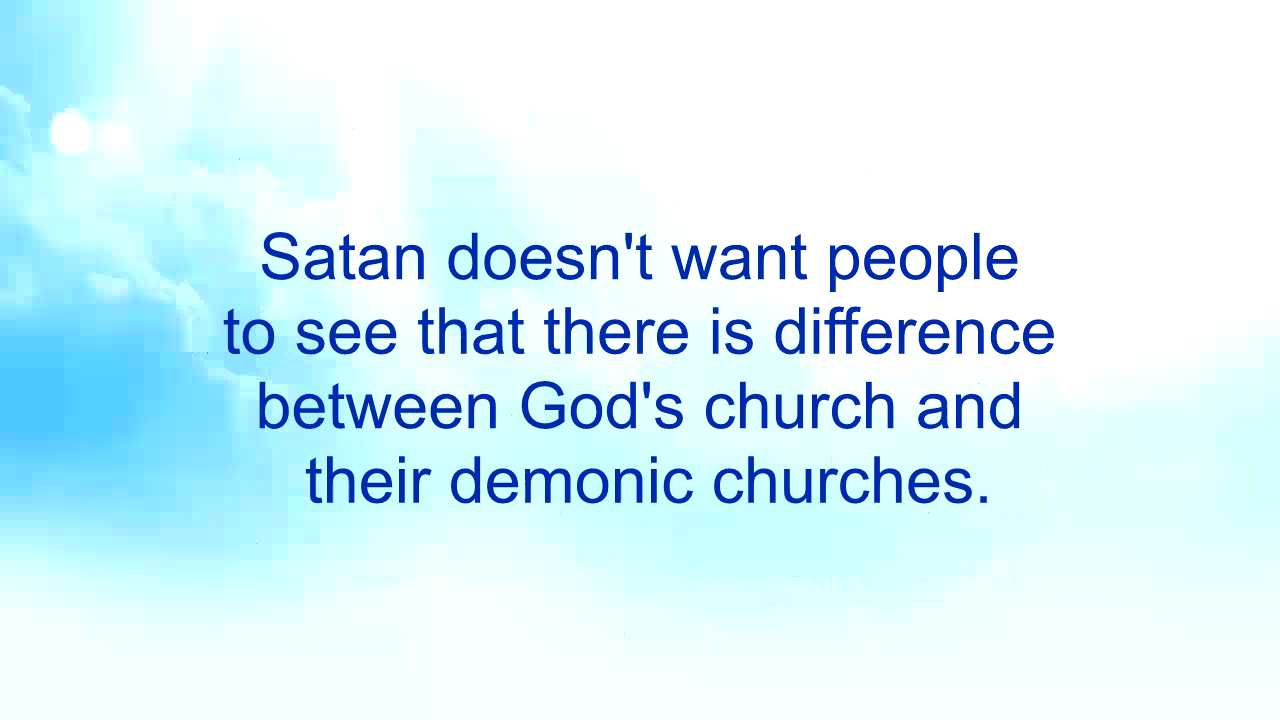 Satan doesn't want people
to see that there is difference
between God's church and
their demonic churches.